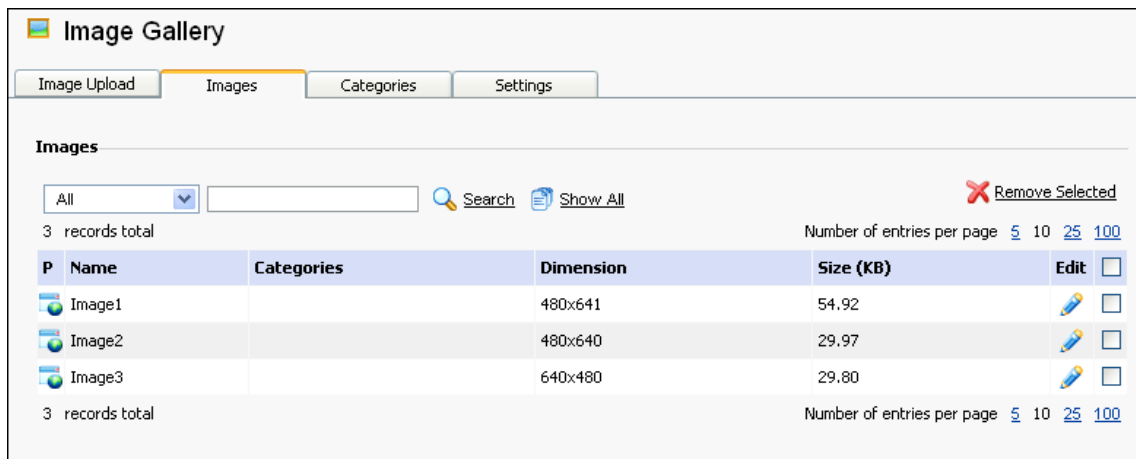 Image Gallery
Image Upload Images Categories Settings
Images
All Search Show All Remove Selected
3 records total Number of entries per page 5 10 25 100
P Name Categories Dimension Size (KB) Edit
Image1 480x641 54.92
Image2 480x640 29.97
Image3 640x480 29.80
3 records total Number of entries per page 5 10 25 100